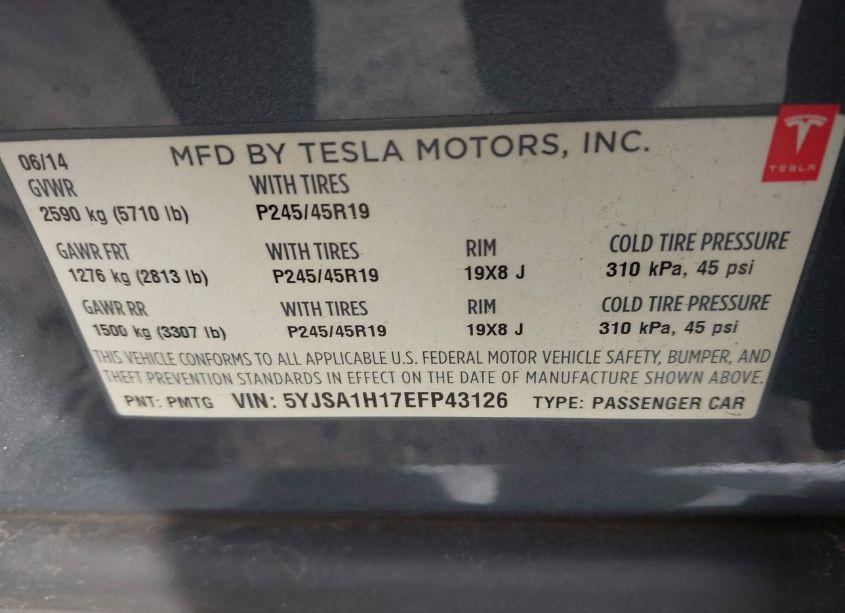 06/14 MFD BY TESLA MOTORS, INC.
TESLA
GVWR WITH TIRES
2590 kg (5710 lb) P245/45R19
GAWR FRT WITH TIRES RIM COLD TIRE PRESSURE
1276 kg (2813 lb) P245/45R19 19X8 J 310 kPa, 45 psi
GAWR RR WITH TIRES RIM COLD TIRE PRESSURE
1500 kg (3307 lb) P245/45R19 19X8 J 310 kPa, 45 psi
THIS VEHICLE CONFORMS TO ALL APPLICABLE U.S. FEDERAL MOTOR VEHICLE SAFETY, BUMPER, AND
THEFT PREVENTION STANDARDS IN EFFECT ON THE DATE OF MANUFACTURE SHOWN ABOVE.
PNT: PMTG VIN: 5YJSA1H17EFP43126 TYPE: PASSENGER CAR